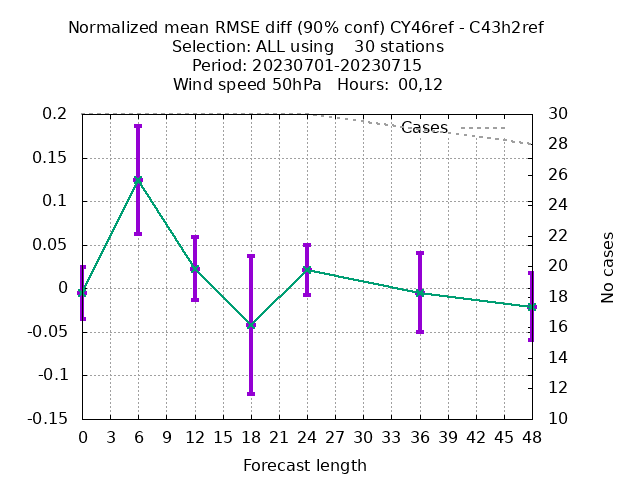 Normalized mean RMSE diff (90% conf) CY46ref - C43h2ref
Selection: ALL using    30 stations
Period: 20230701-20230715
Wind speed 50hPa   Hours:  00,12
Cases
0.2
0.15
0.1
0.05
0
-0.05
-0.1
-0.15
30
28
26
24
22
20
18
16
14
12
10
No cases
0 3 6 9 12 15 18 21 24 27 30 33 36 39 42 45 48
Forecast length